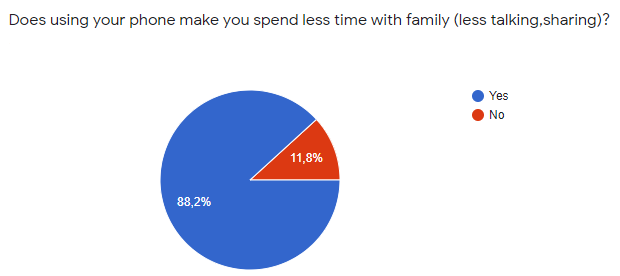 Does using your phone make you spend less time with family (less talking,sharing)?
Yes
No
11,8%
88,2%